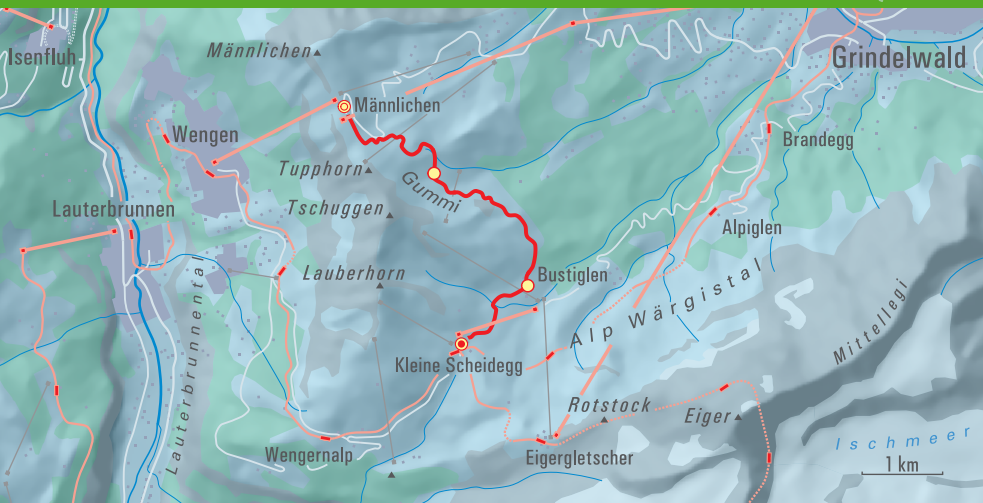 Isenfluh
Männlichen
Grindelwald
Männlichen
Wengen
Brandegg
Tupphorn
Gummi
Tschuggen
Lauterbrunnen
Alpiglen
Lauberhorn
Bustiglen
Lauterbrunnental
Alp Wärgistal
Mittellegi
Kleine Scheidegg
Rotstock
Eiger
Ischmeer
Wengernalp
Eigergletscher
1 km